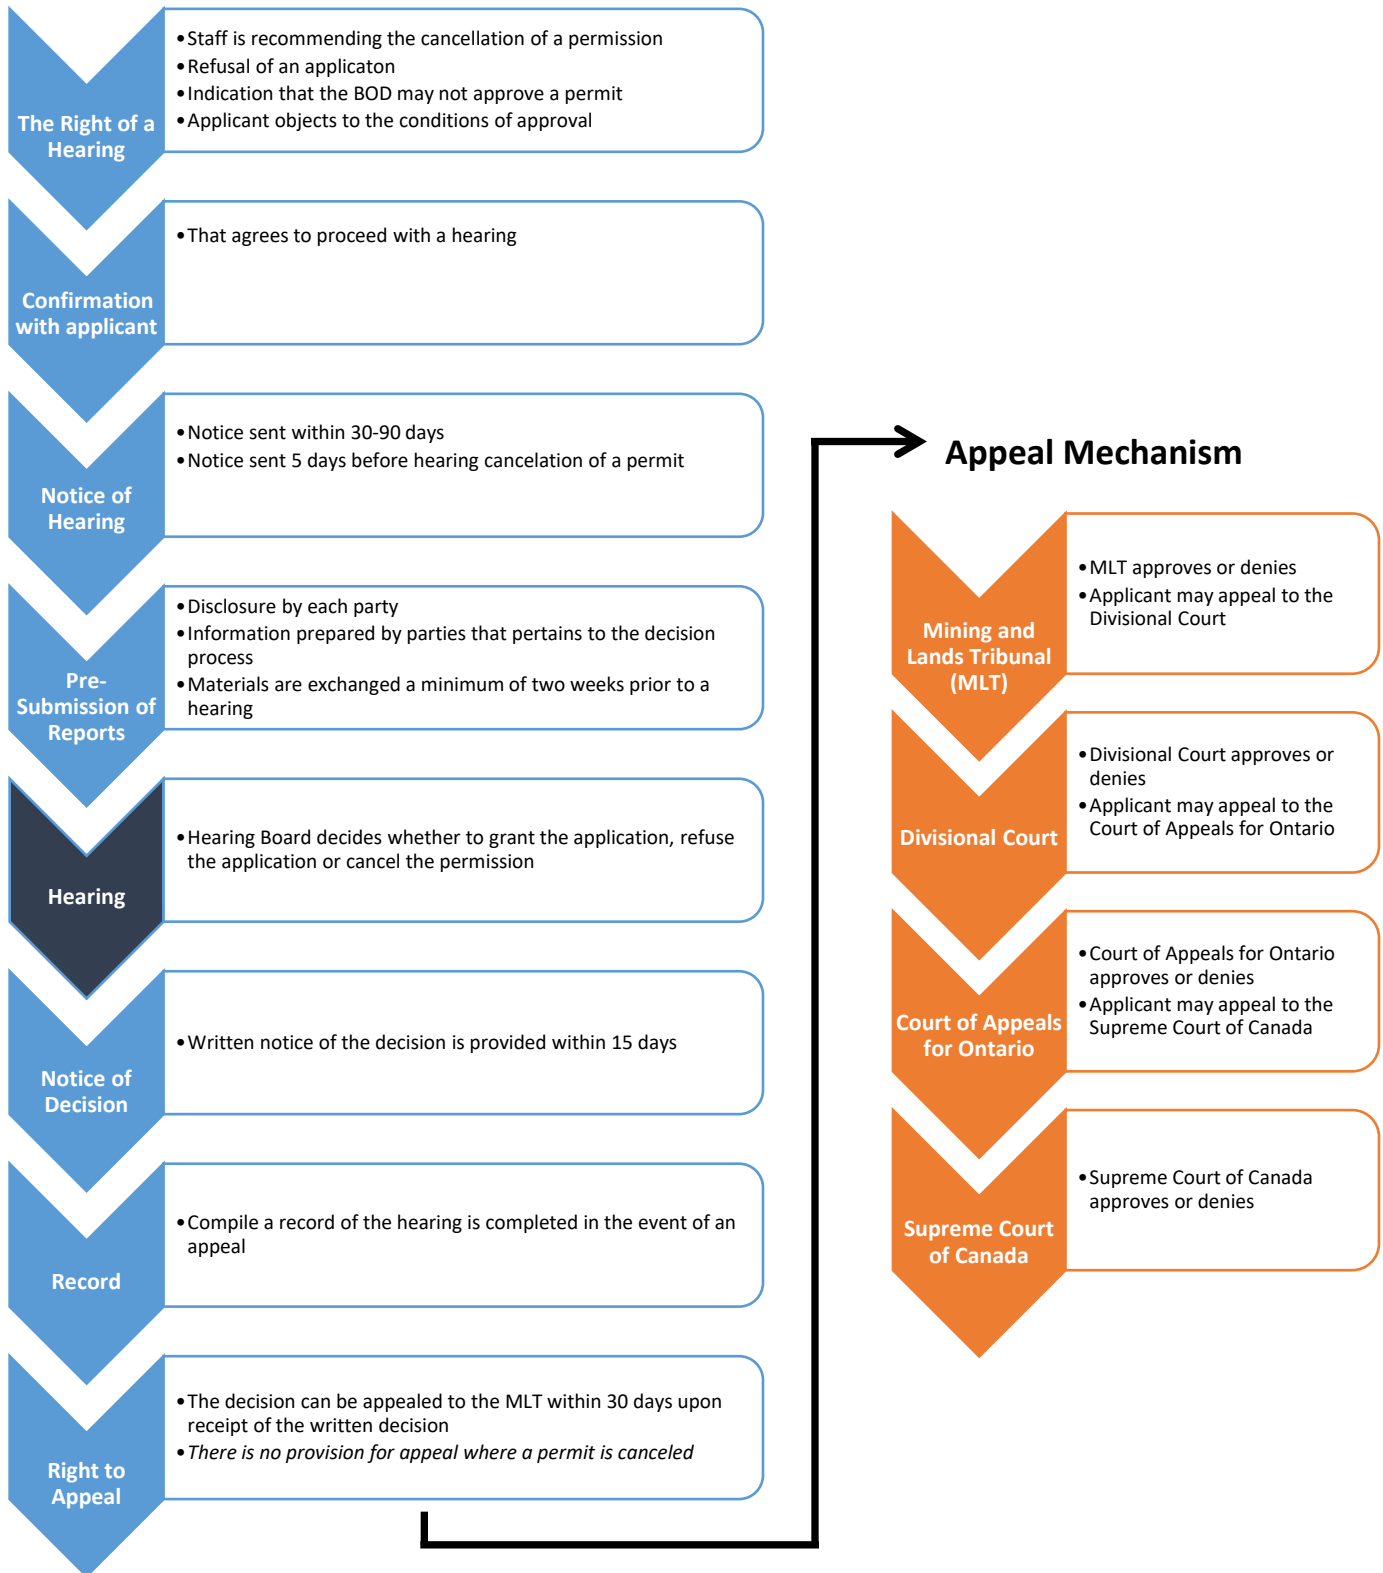 The Right of a
Hearing
•Staff is recommending the cancellation of a permission
•Refusal of an applicaton
•Indication that the BOD may not approve a permit
•Applicant objects to the conditions of approval
Confirmation
with applicant
•That agrees to proceed with a hearing
Notice of
Hearing
•Notice sent within 30-90 days
•Notice sent 5 days before hearing cancelation of a permit
Pre-
Submission of
Reports
•Disclosure by each party
•Information prepared by parties that pertains to the decision
process
•Materials are exchanged a minimum of two weeks prior to a
hearing
Hearing
•Hearing Board decides whether to grant the application, refuse
the application or cancel the permission
Notice of
Decision
•Written notice of the decision is provided within 15 days
Record
•Compile a record of the hearing is completed in the event of an
appeal
Right to
Appeal
•The decision can be appealed to the MLT within 30 days upon
receipt of the written decision
•There is no provision for appeal where a permit is canceled
Appeal Mechanism
Mining and
Lands Tribunal
(MLT)
•MLT approves or denies
•Applicant may appeal to the
Divisional Court
Divisional Court
•Divisional Court approves or
denies
•Applicant may appeal to the
Court of Appeals for Ontario
Court of Appeals
for Ontario
•Court of Appeals for Ontario
approves or denies
•Applicant may appeal to the
Supreme Court of Canada
Supreme Court
of Canada
•Supreme Court of Canada
approves or denies